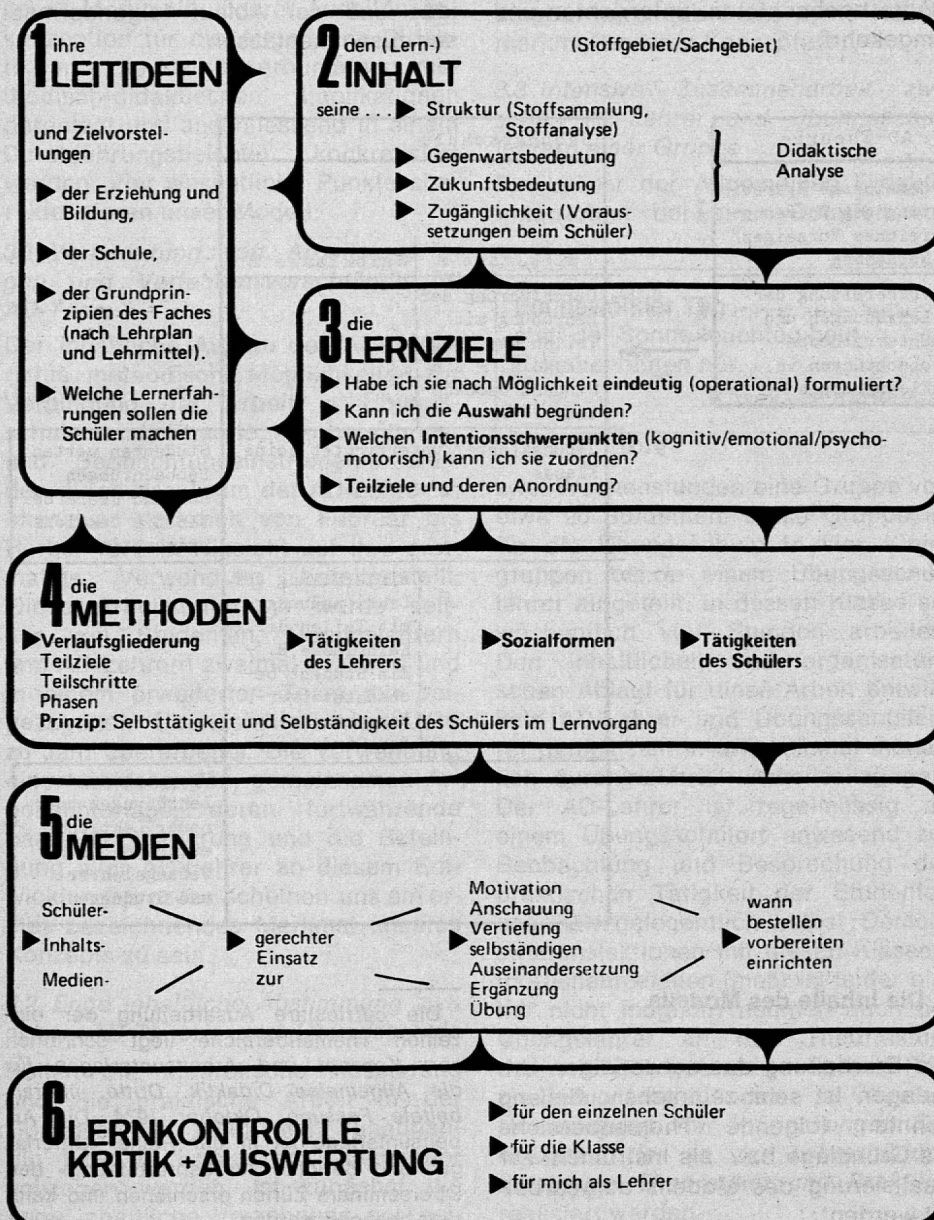 1 ihre
LEITIDEEN
und Zielvorstel-
lungen
der Erziehung und
Bildung,
der Schule,
der Grundprin-
zipien des Faches
(nach Lehrplan
und Lehrmittel).
Welche Lernerfah-
rungen sollen die
Schüler machen
2 den (Lern-)
INHALT
(Stoffgebiet/Sachgebiet)
seine . . . . Struktur (Stoffsammlung,
Stoffanalyse)
Gegenwartsbedeutung
Zukunftsbedeutung
Zugänglichkeit (Voraus-
setzungen beim Schüler)
Didaktische
Analyse
3 die
LERNZIELE
Habe ich sie nach Möglichkeit eindeutig (operational) formuliert?
Kann ich die Auswahl begründen?
Welchen Intentionsschwerpunkten (kognitiv/emotional/psycho-
motorisch) kann ich sie zuordnen?
Teilziele und deren Anordnung?
4 die
METHODEN
Verlaufsgliederung
Teilziele
Teilschritte
Phasen
Tätigkeiten
des Lehrers
Sozialformen
Tätigkeiten
des Schülers
Prinzip: Selbsttätigkeit und Selbständigkeit des Schülers im Lernvorgang
5 die
MEDIEN
Schüler-
Inhalts-
Medien-
gerechter
Einsatz
zur
Motivation
Anschauung
Vertiefung
selbständigen
Auseinandersetzung
Ergänzung
Übung
wann
bestellen
vorbereiten
einrichten
6
LERNKONTROLLE
KRITIK + AUSWERTUNG
für den einzelnen Schüler
für die Klasse
für mich als Lehrer